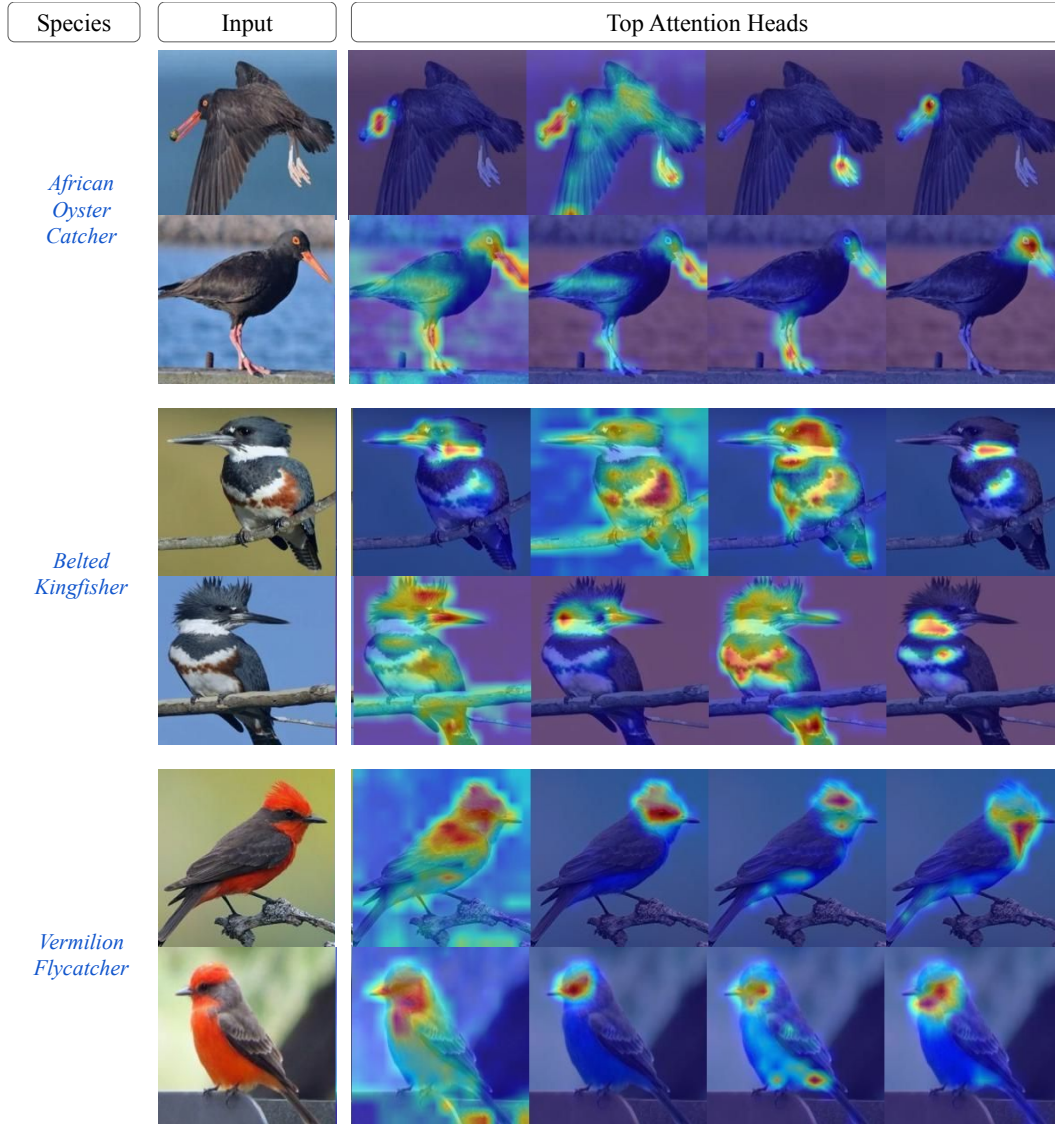 Species
Input
Top Attention Heads
African
Oyster
Catcher
Belted
Kingfisher
Vermilion
Flycatcher